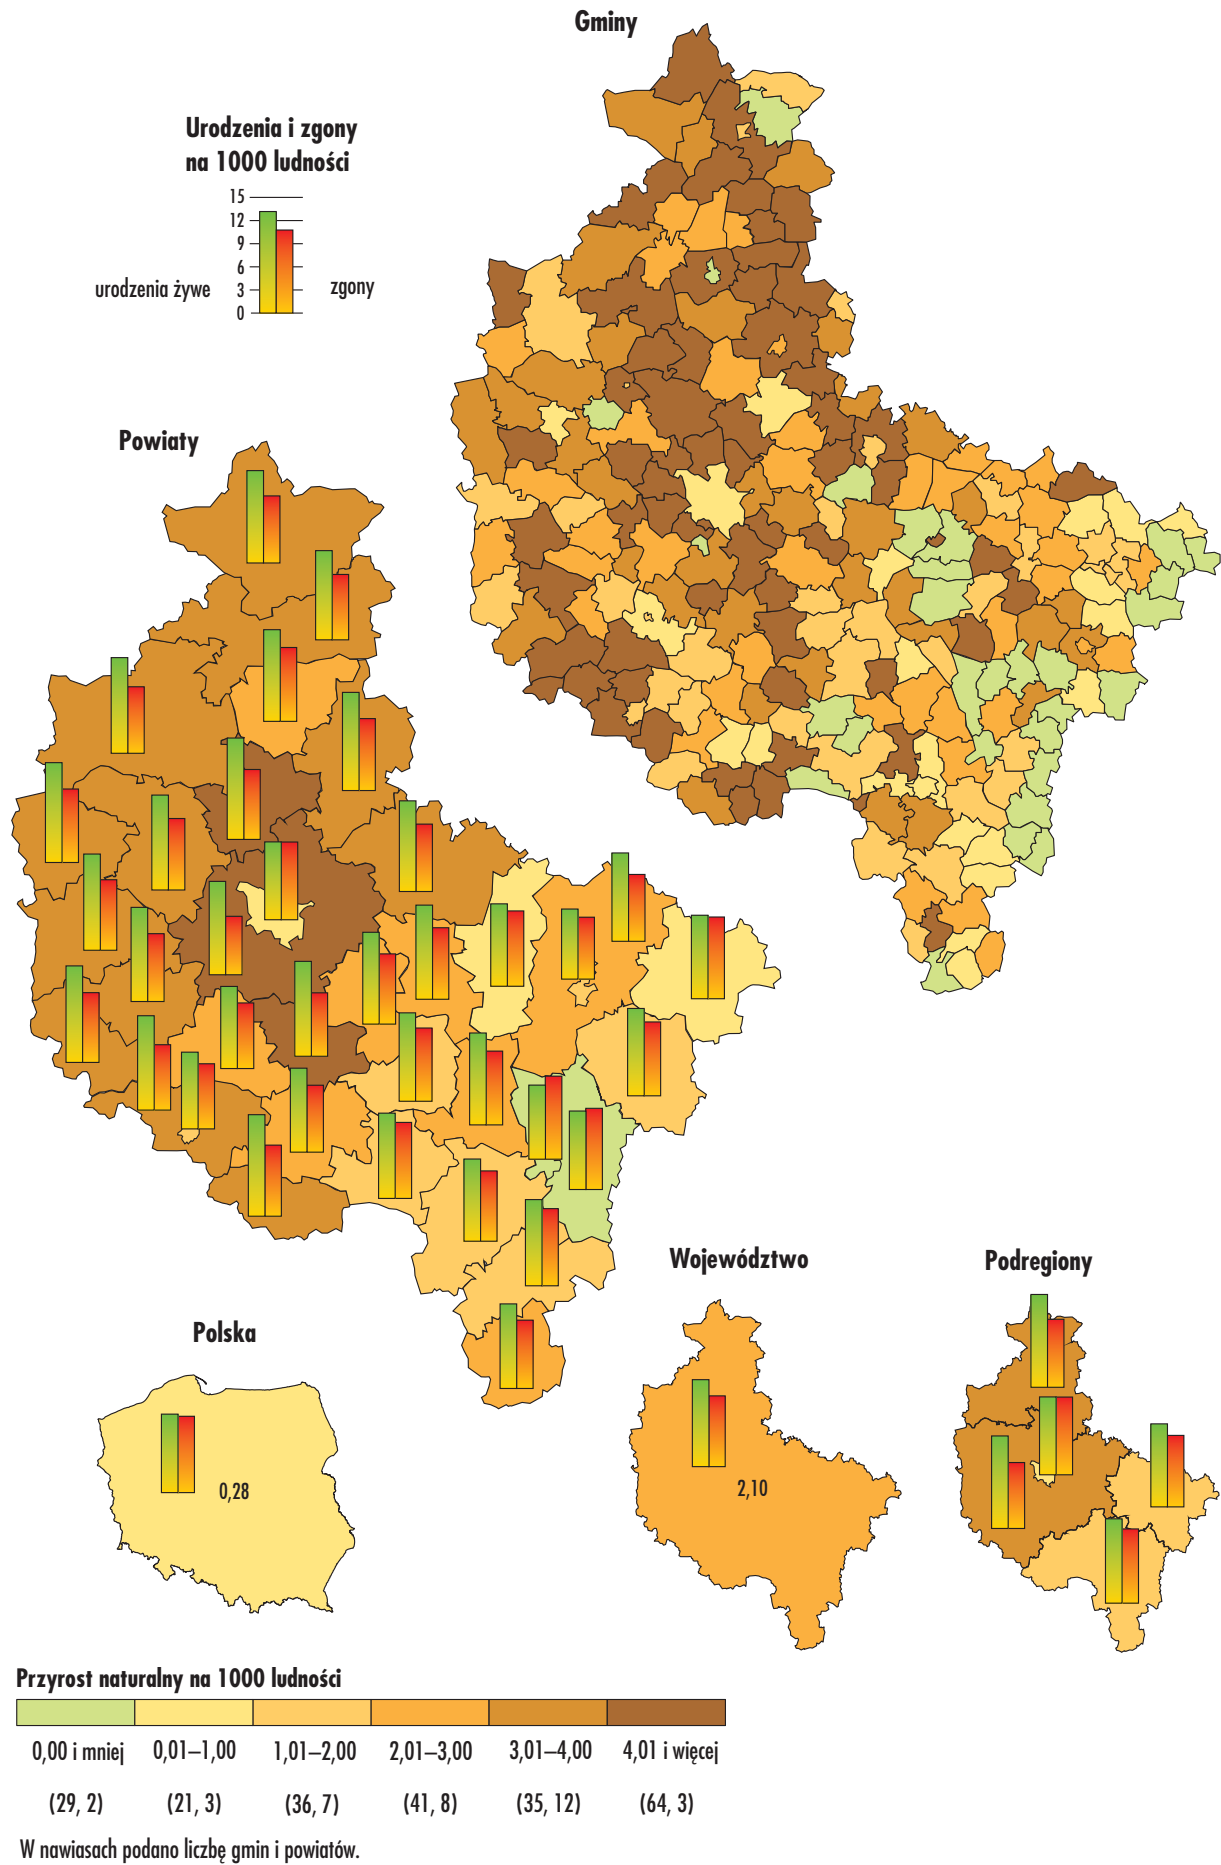 Gminy
Urodzenia i zgony
na 1000 ludności
15
12
9
6
3
0
urodzenia żywe
zgony
Powiaty
Województwo
Podregiony
Polska
0,28
2,10
Przyrost naturalny na 1000 ludności
0,00 i mniej 0,01–1,00 1,01–2,00 2,01–3,00 3,01–4,00 4,01 i więcej
(29, 2) (21, 3) (36, 7) (41, 8) (35, 12) (64, 3)
W nawiasach podano liczbę gmin i powiatów.